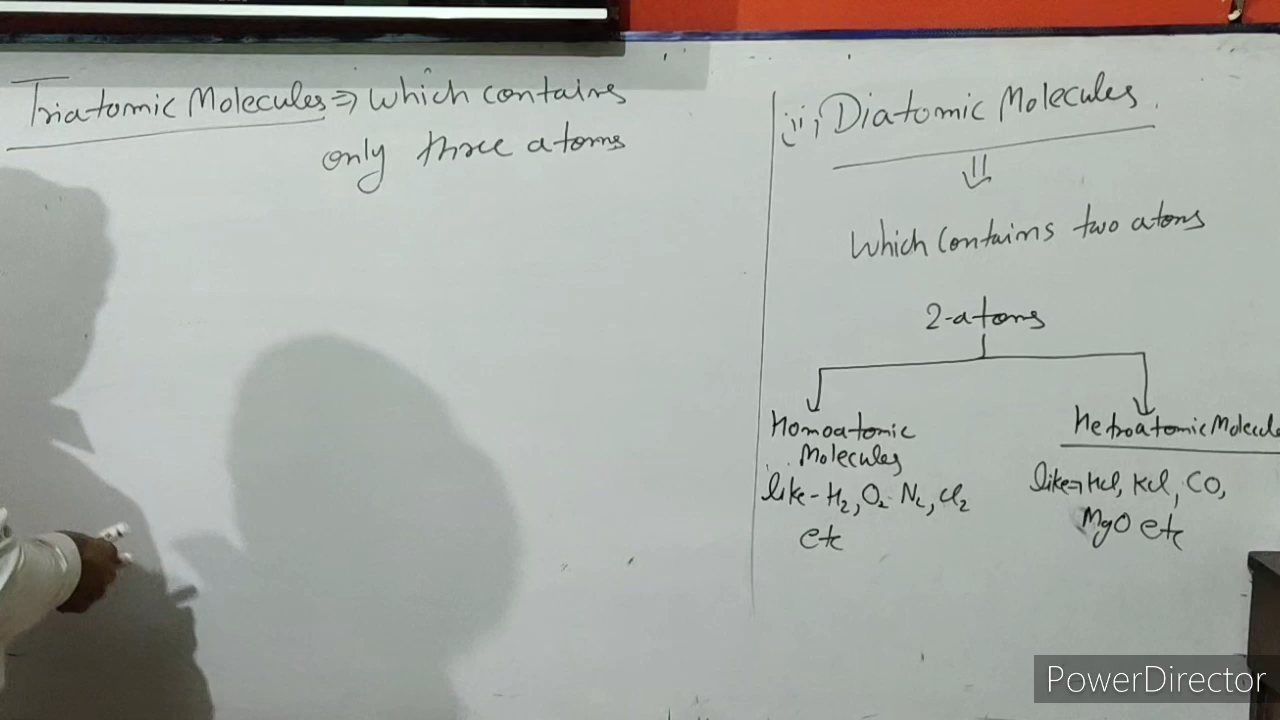 Triatomic Molecules ⇒ Which contains
only three atoms
ii, Diatomic Molecules.
⇓
Which Contains two atoms
2-atoms
Homoatomic
Molecules
like - H₂, O₂ N₂, Cl₂
etc
Hetroatomic Molecule
like → HCl, KCl, CO,
MgO etc
PowerDirector